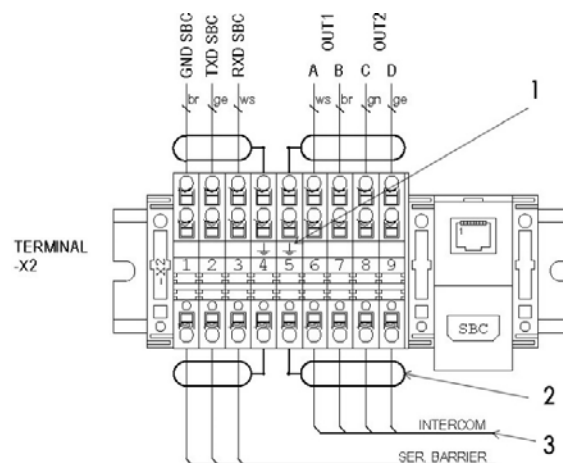 GND SBC
TXD SBC
RXD SBC
OUT1
OUT2
A B C D
br ge ws
ws br gn ge
1
TERMINAL
-X2
-X2
1
1 2 3 4 5 6 7 8 9
SBC
2
INTERCOM
3
SER. BARRIER